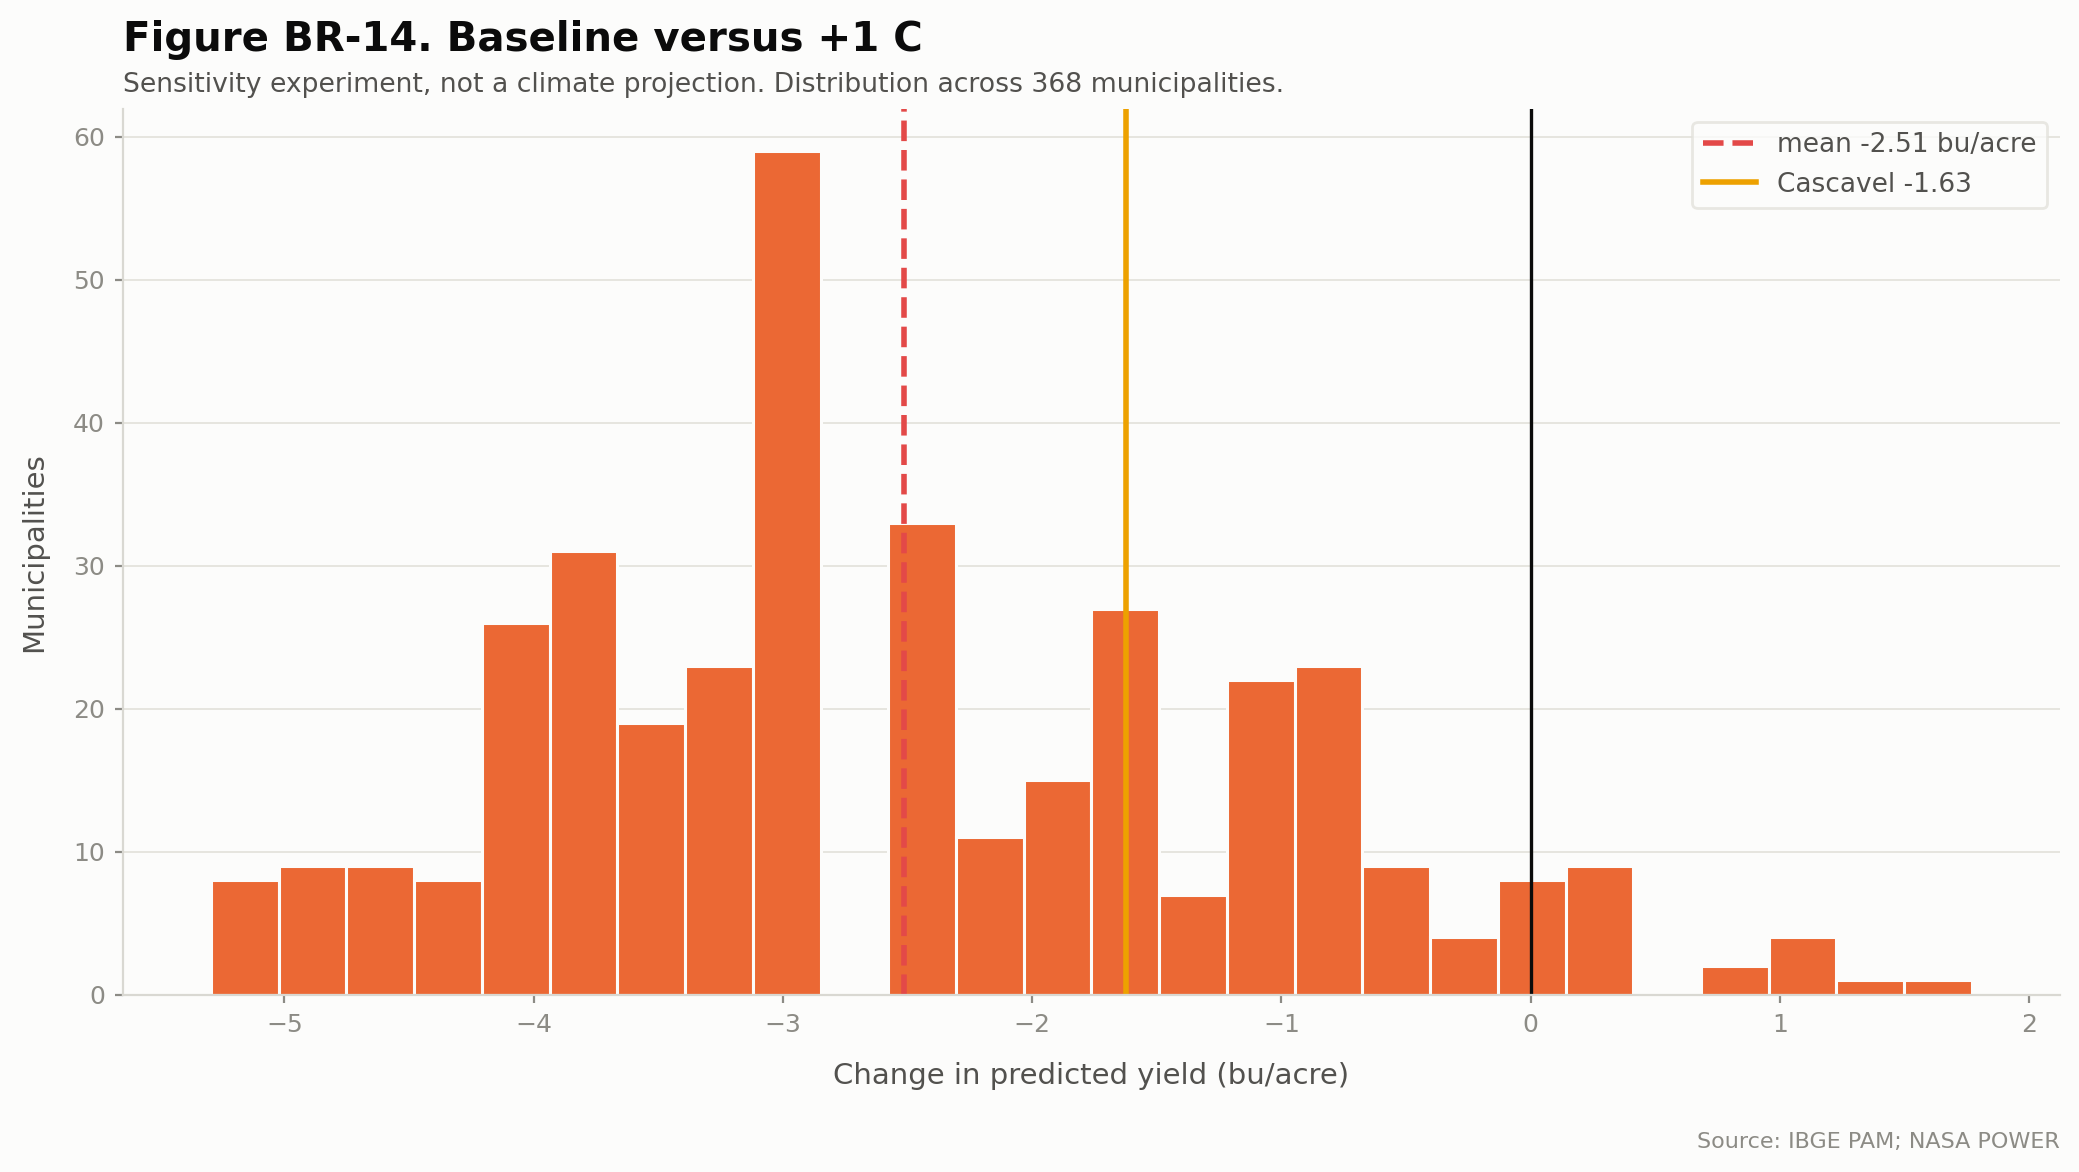 Figure BR-14. Baseline versus +1 C
Sensitivity experiment, not a climate projection. Distribution across 368 municipalities.
mean -2.51 bu/acre
Cascavel -1.63
Municipalities
60
50
40
30
20
10
0
−5 −4 −3 −2 −1 0 1 2
Change in predicted yield (bu/acre)
Source: IBGE PAM; NASA POWER